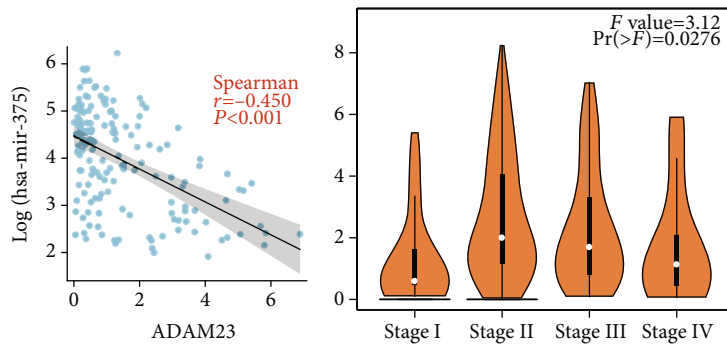 Log (hsa-mir-375)
6
5
4
3
2
Spearman
r=–0.450
P<0.001
0
2
4
6
ADAM23
F value=3.12
Pr(>F)=0.0276
8
6
4
2
0
Stage I
Stage II
Stage III
Stage IV